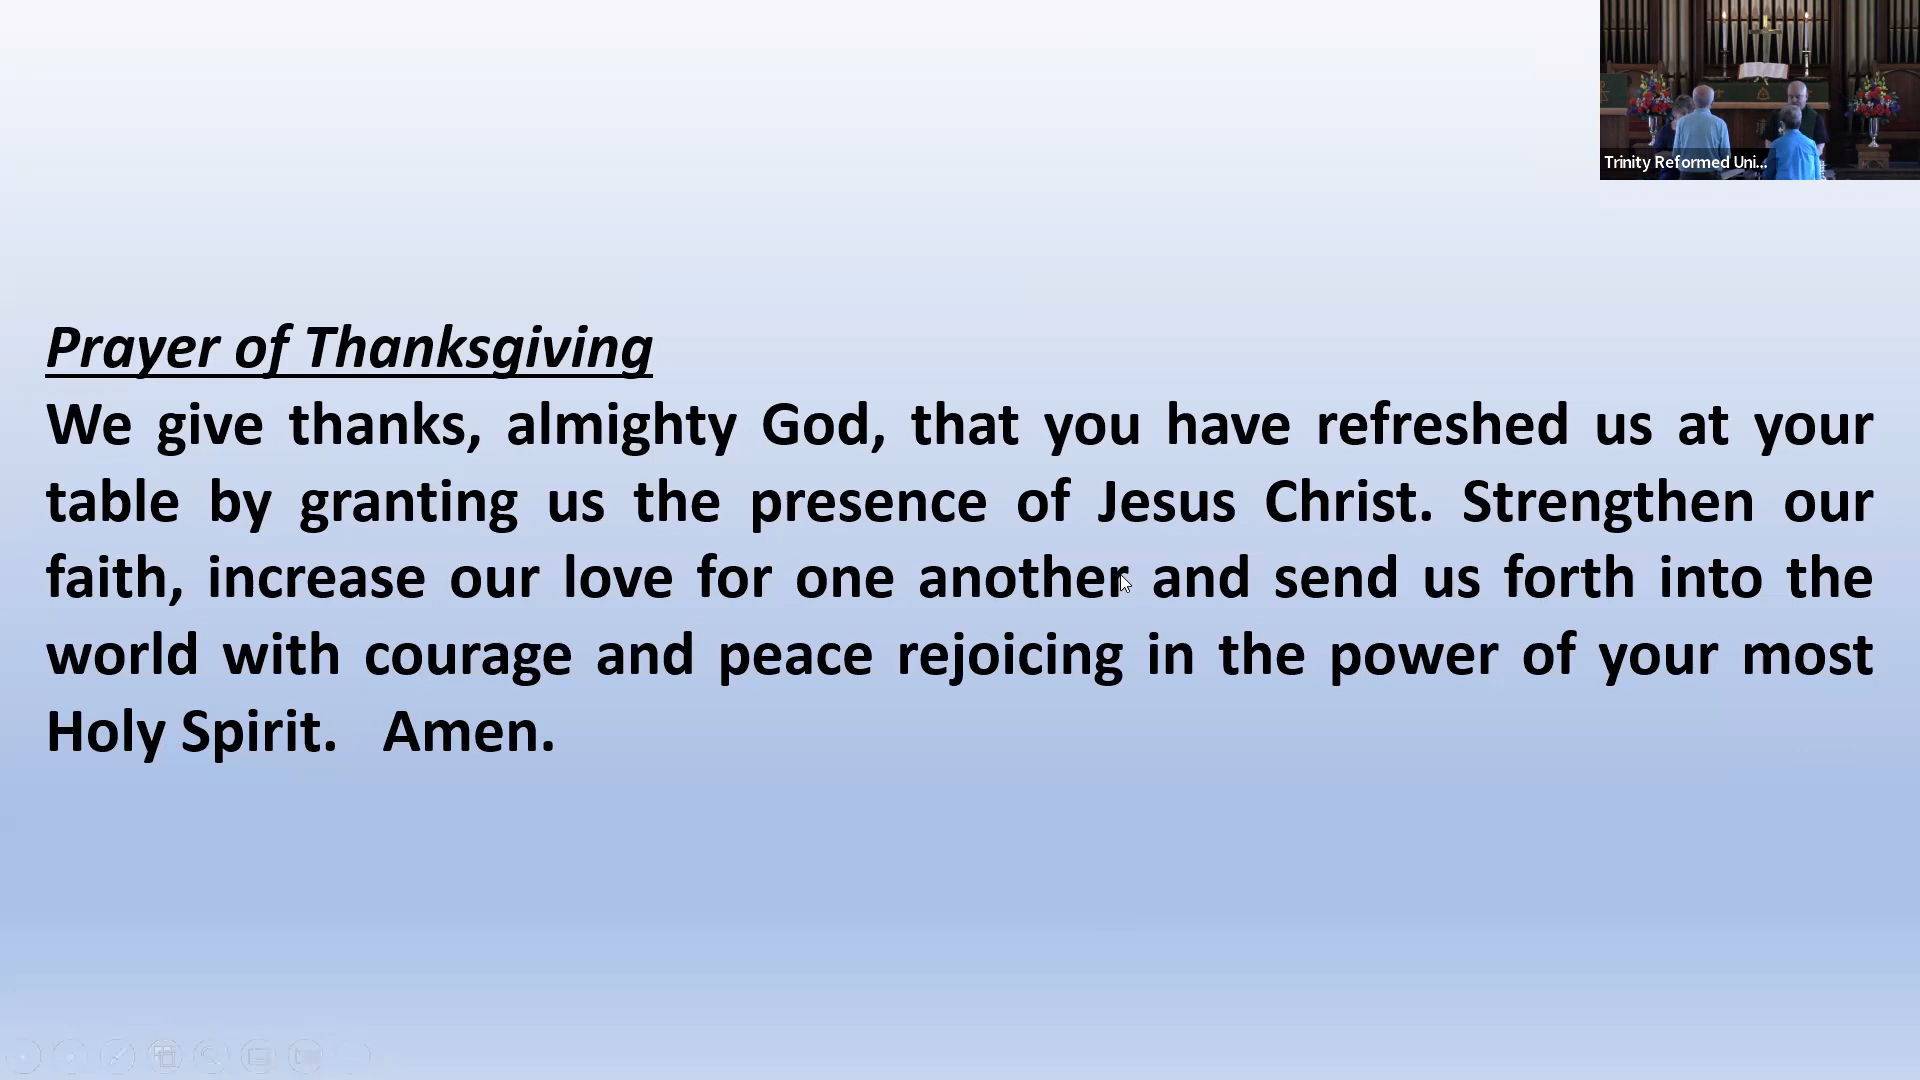 Trinity Reformed Uni...
Prayer of Thanksgiving
We give thanks, almighty God, that you have refreshed us at your
table by granting us the presence of Jesus Christ. Strengthen our
faith, increase our love for one another and send us forth into the
world with courage and peace rejoicing in the power of your most
Holy Spirit.   Amen.